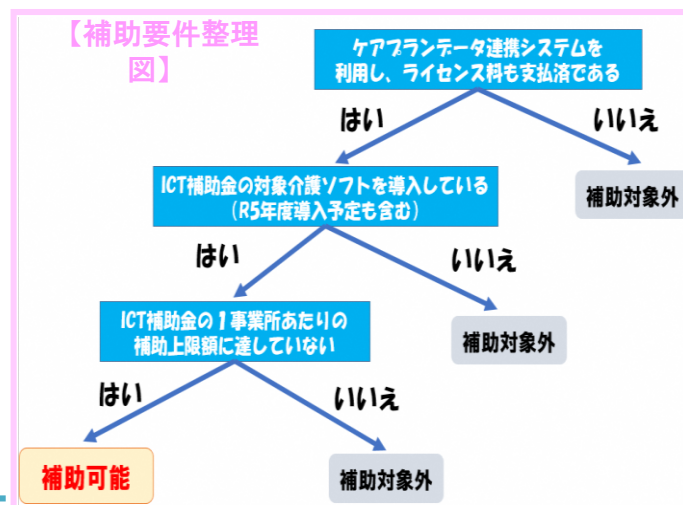 【補助要件整理
図】
ケアプランデータ連携システムを
利用し、ライセンス料も支払済である
はい
いいえ
ICT補助金の対象介護ソフトを導入している
（R5年度導入予定も含む）
補助対象外
はい
いいえ
ICT補助金の１事業所あたりの
補助上限額に達していない
補助対象外
はい
いいえ
補助可能
補助対象外